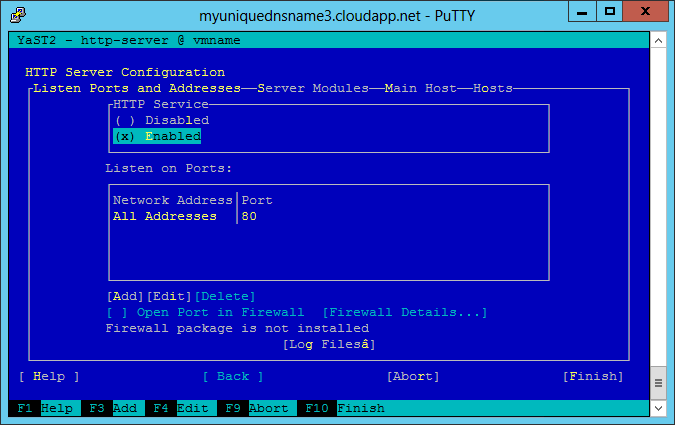 myuniquednsname3.cloudapp.net - PuTTY
YaST2 - http-server @ vmname
HTTP Server Configuration
Listen Ports and Addresses──Server Modules──Main Host──Hosts
HTTP Service
( ) Disabled
(x) Enabled
Listen on Ports:
Network Address│Port
All Addresses │80
[Add][Edit][Delete]
[ ] Open Port in Firewall [Firewall Details...]
Firewall package is not installed
[Log Filesâ]
[ Help ] [ Back ] [Abort] [Finish]
F1 Help F3 Add F4 Edit F9 Abort F10 Finish